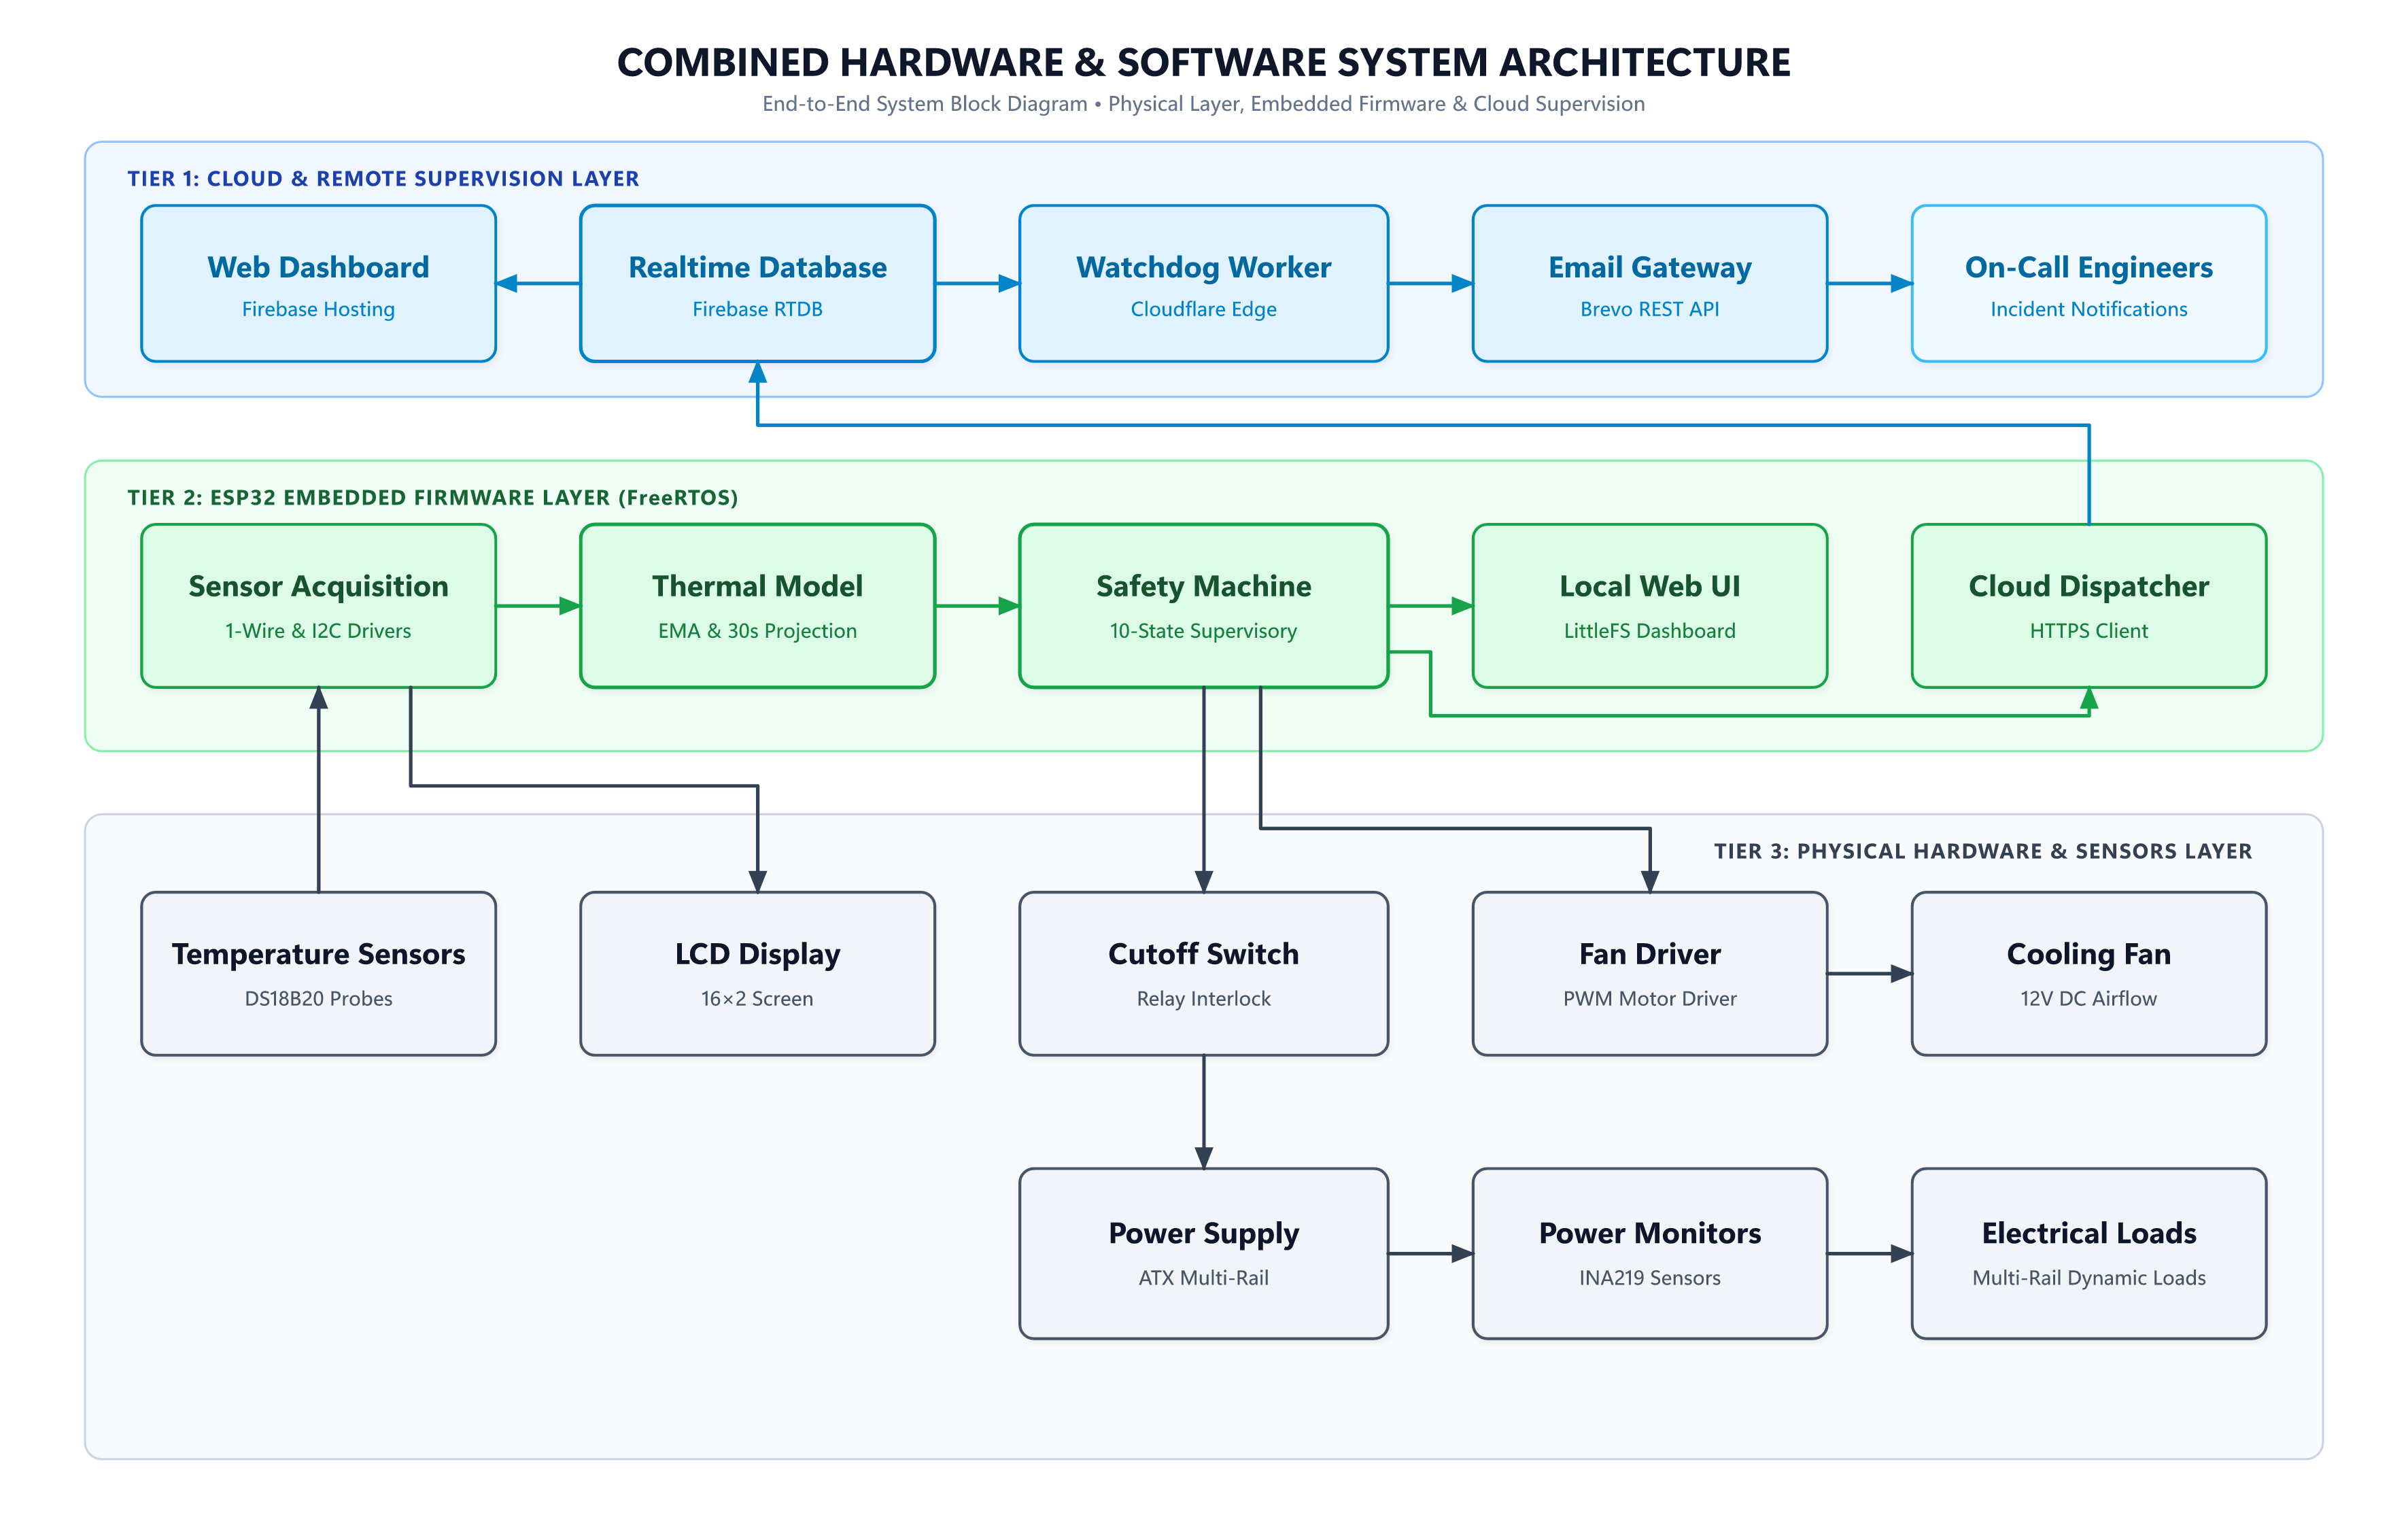 COMBINED HARDWARE & SOFTWARE SYSTEM ARCHITECTURE
End-to-End System Block Diagram • Physical Layer, Embedded Firmware & Cloud Supervision
TIER 1: CLOUD & REMOTE SUPERVISION LAYER
Web Dashboard
Firebase Hosting
Realtime Database
Firebase RTDB
Watchdog Worker
Cloudflare Edge
Email Gateway
Brevo REST API
On-Call Engineers
Incident Notifications
TIER 2: ESP32 EMBEDDED FIRMWARE LAYER (FreeRTOS)
Sensor Acquisition
1-Wire & I2C Drivers
Thermal Model
EMA & 30s Projection
Safety Machine
10-State Supervisory
Local Web UI
LittleFS Dashboard
Cloud Dispatcher
HTTPS Client
TIER 3: PHYSICAL HARDWARE & SENSORS LAYER
Temperature Sensors
DS18B20 Probes
LCD Display
16×2 Screen
Cutoff Switch
Relay Interlock
Fan Driver
PWM Motor Driver
Cooling Fan
12V DC Airflow
Power Supply
ATX Multi-Rail
Power Monitors
INA219 Sensors
Electrical Loads
Multi-Rail Dynamic Loads